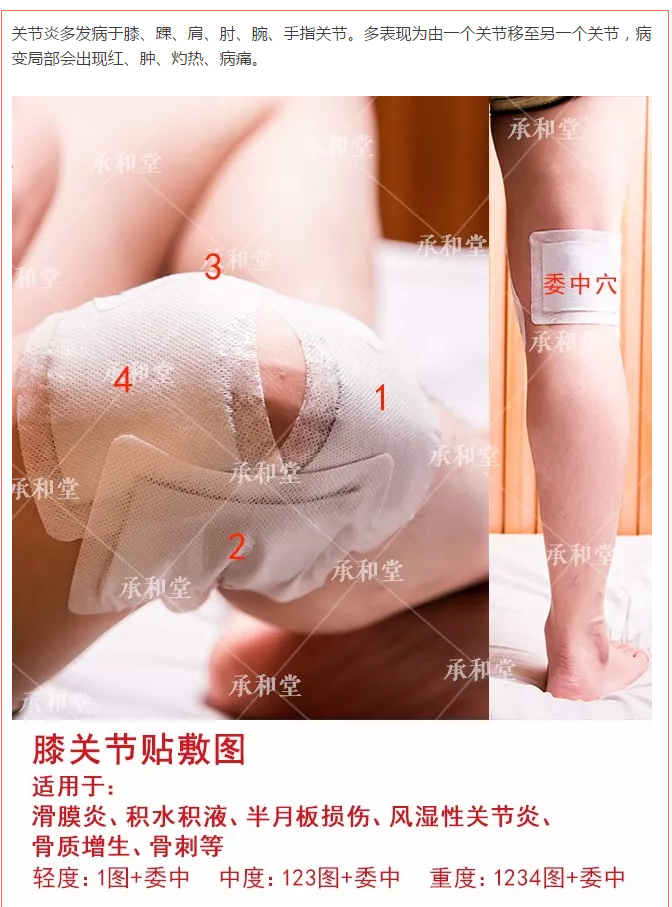 关节炎多发病于膝、踝、肩、肘、腕、手指关节。多表现为由一个关节移至另一个关节，病
变局部会出现红、肿、灼热、病痛。
承和堂
承和堂
承和堂
承和堂
承和堂
3
承和堂
委中穴
承和堂
4
承和堂
1
承和堂
承和堂
承和堂
2
承和堂
承和堂
承和堂
承和堂
承和堂
承和堂
膝关节贴敷图
适用于：
滑膜炎、积水积液、半月板损伤、风湿性关节炎、
骨质增生、骨刺等
轻度：1图+委中 中度：123图+委中 重度：1234图+委中